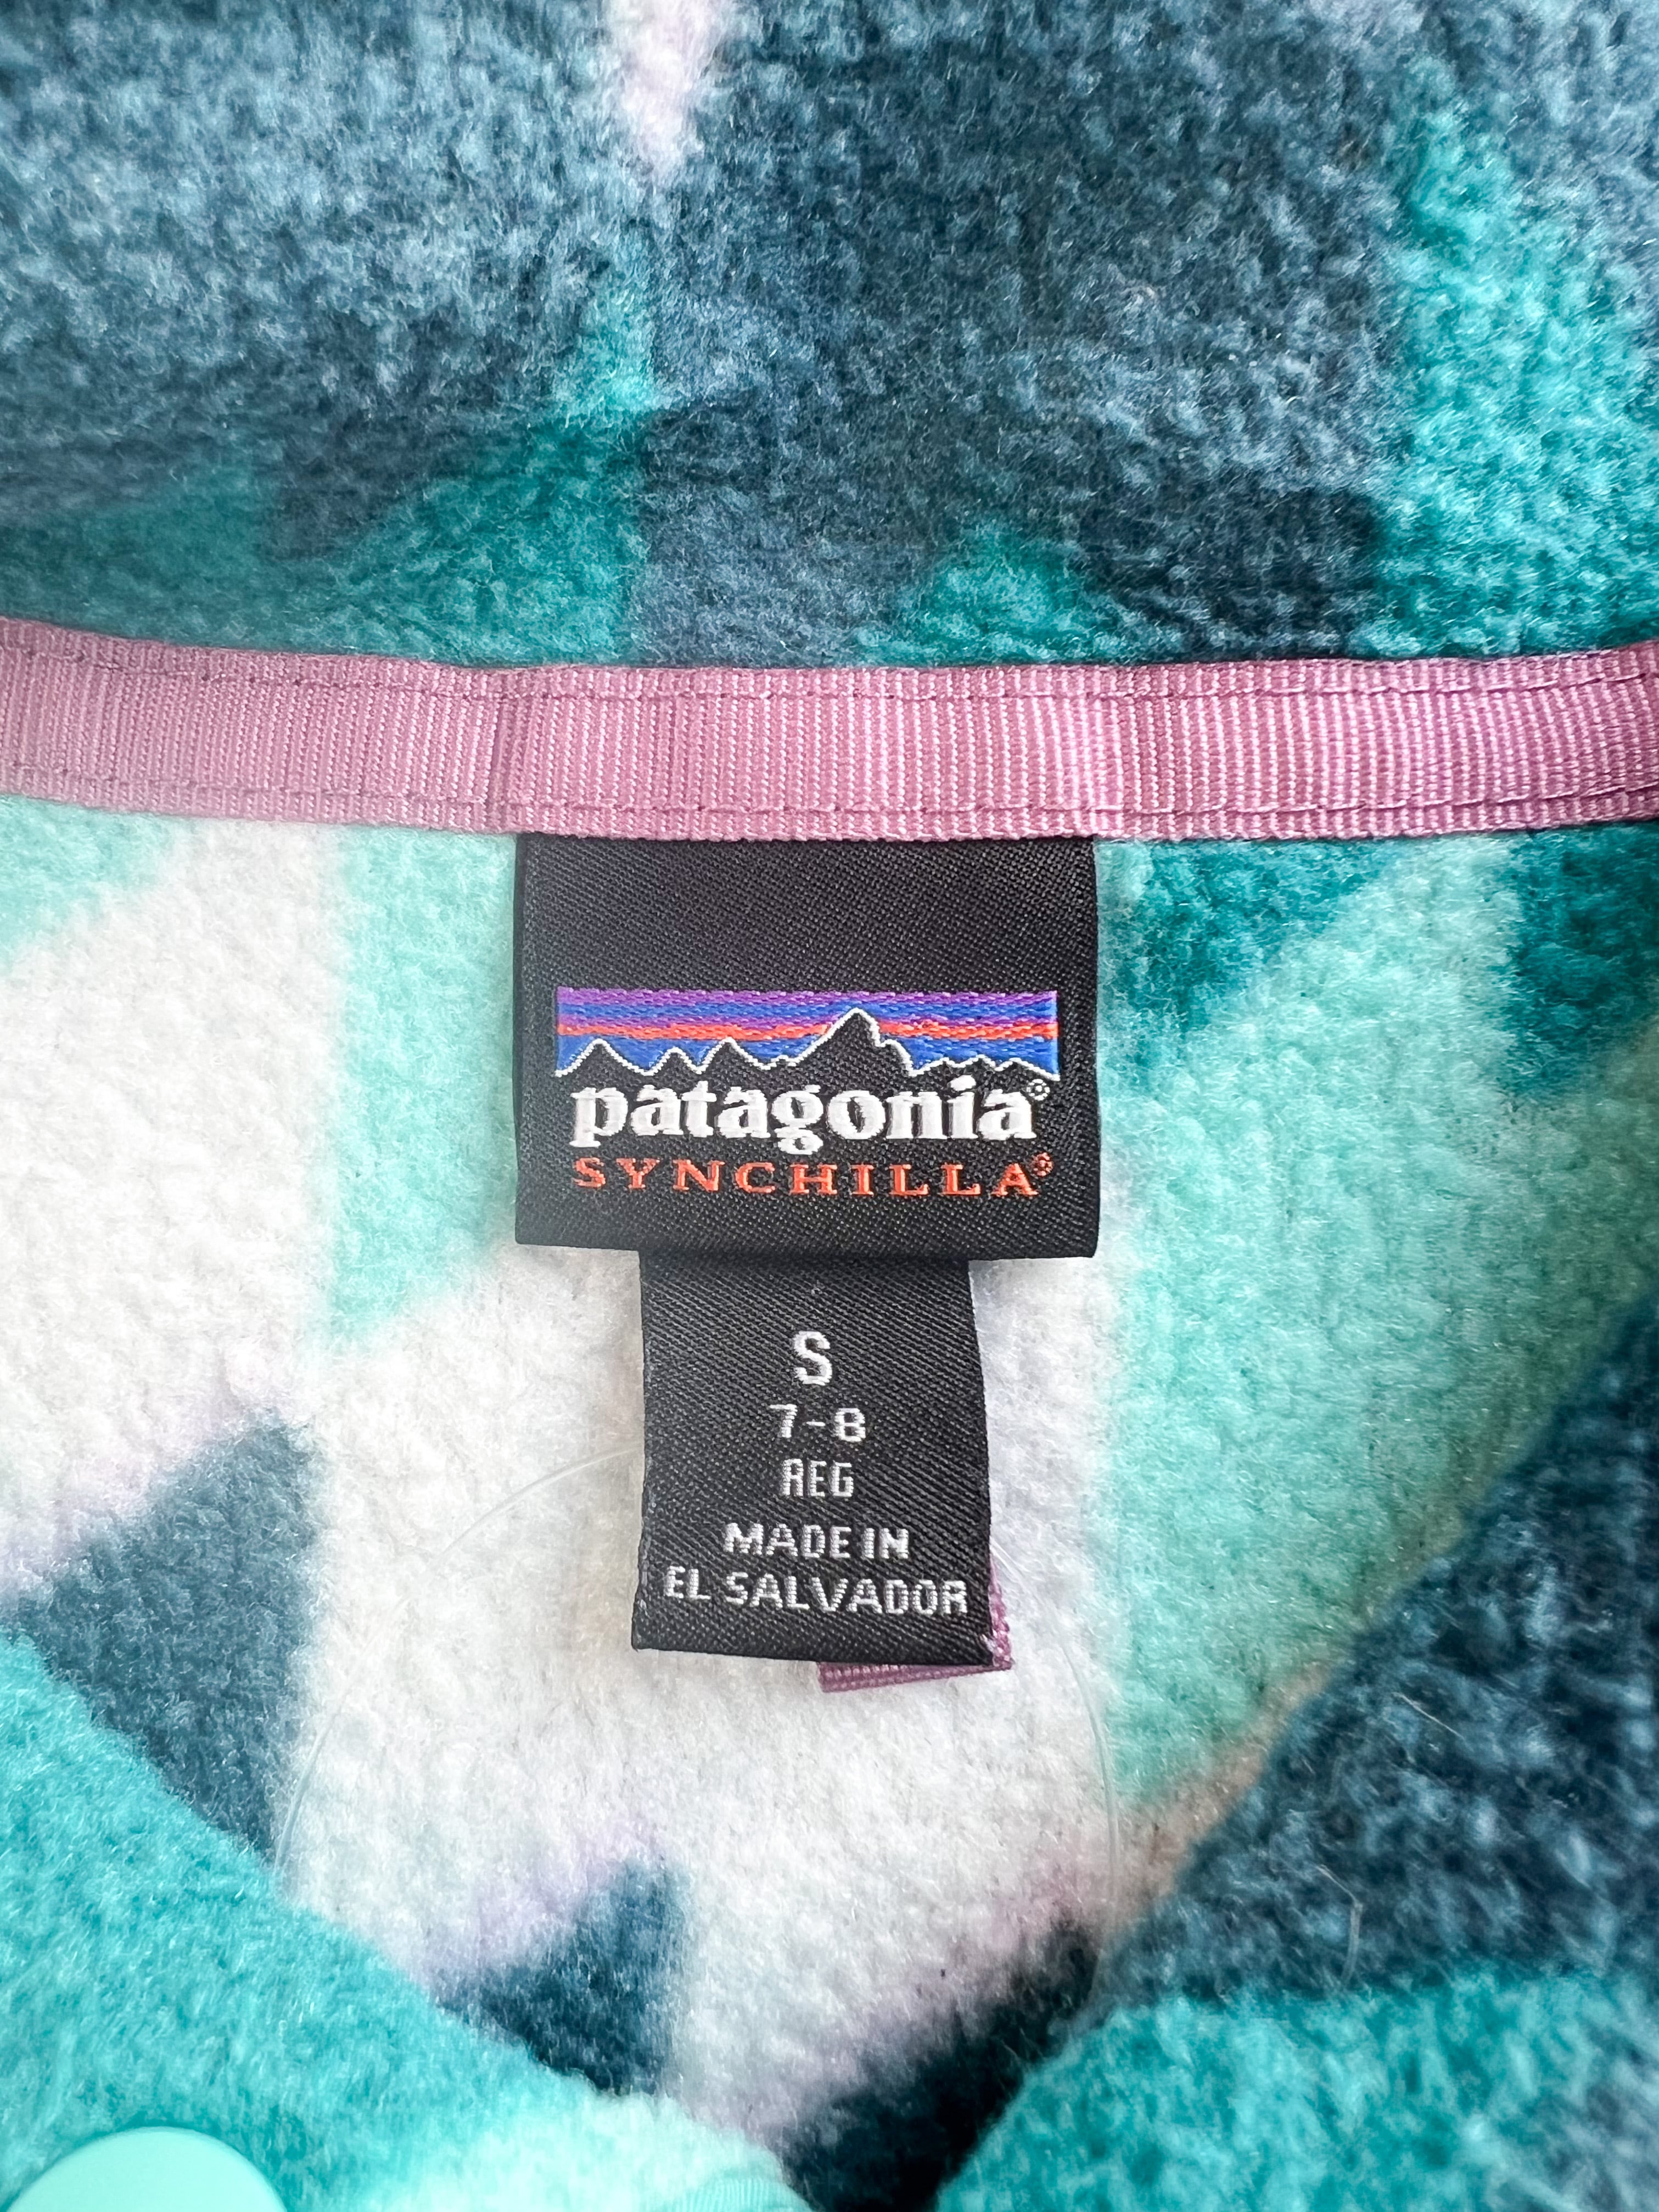 patagonia®
SYNCHILLA®
S
7-8
REG
MADE IN
EL SALVADOR